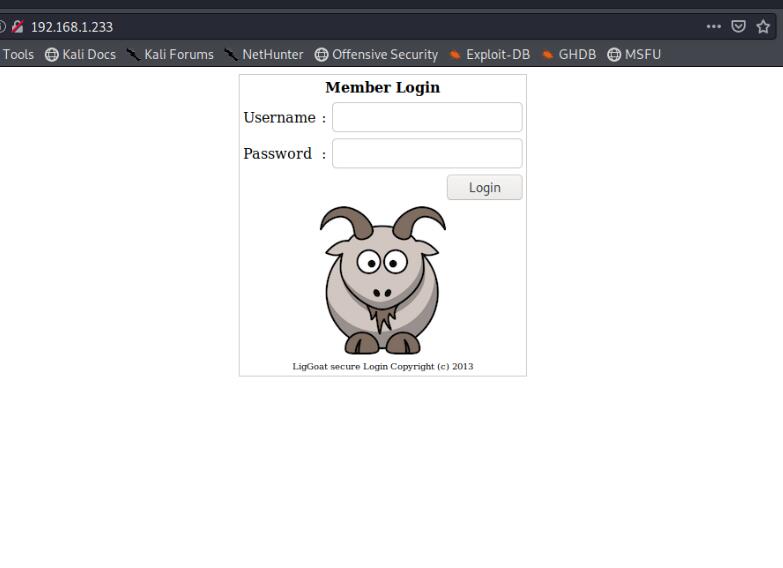 192.168.1.233
Tools Kali Docs Kali Forums NetHunter Offensive Security Exploit-DB GHDB MSFU
Member Login
Username :
Password :
Login
LigGoat secure Login Copyright (c) 2013